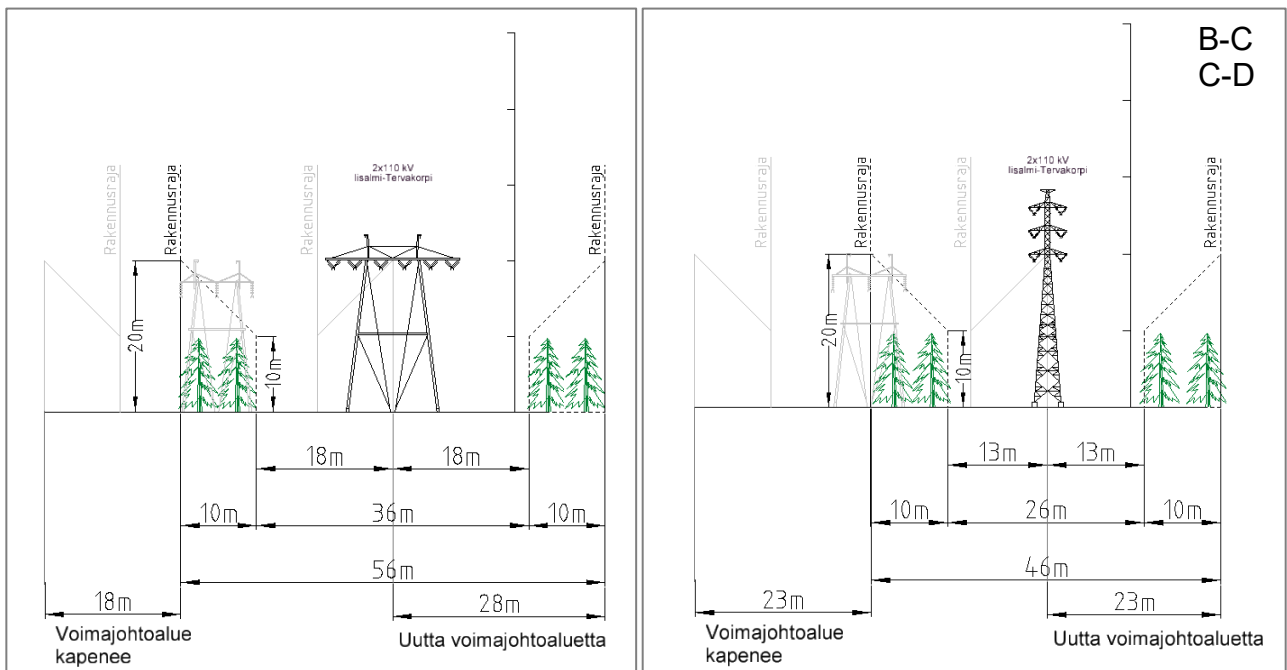 Rakennusraja
Rakennusraja
Rakennusraja
2x110 kV
Iisalmi-Tervakorpi
Rakennusraja
20m
10m
18m
18m
10m
36m
10m
56m
18m
28m
Voimajohtoalue
kapenee
Uutta voimajohtoaluetta
B-C
C-D
Rakennusraja
Rakennusraja
Rakennusraja
2x110 kV
Iisalmi-Tervakorpi
Rakennusraja
20m
10m
13m
13m
10m
26m
10m
46m
23m
23m
Voimajohtoalue
kapenee
Uutta voimajohtoaluetta